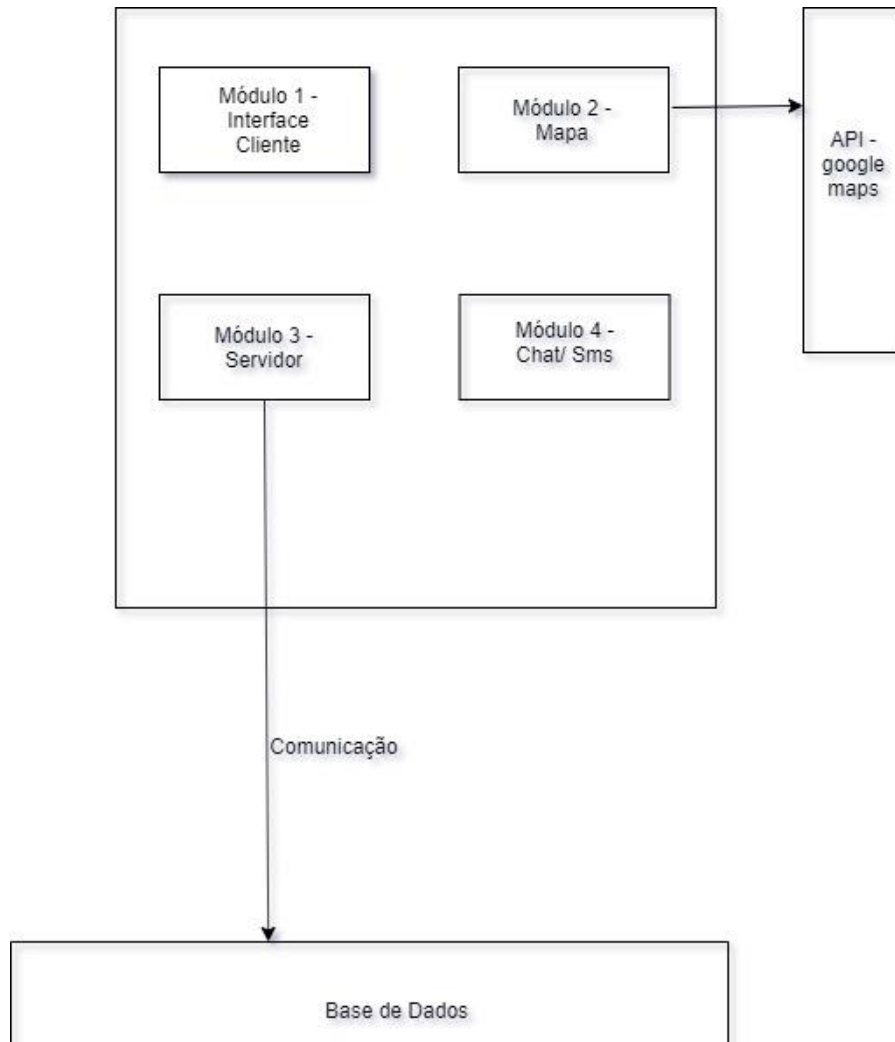 Módulo 1 -
Interface
Cliente
Módulo 2 -
Mapa
API -
google
maps
Módulo 3 -
Servidor
Módulo 4 -
Chat/ Sms
Comunicação
Base de Dados